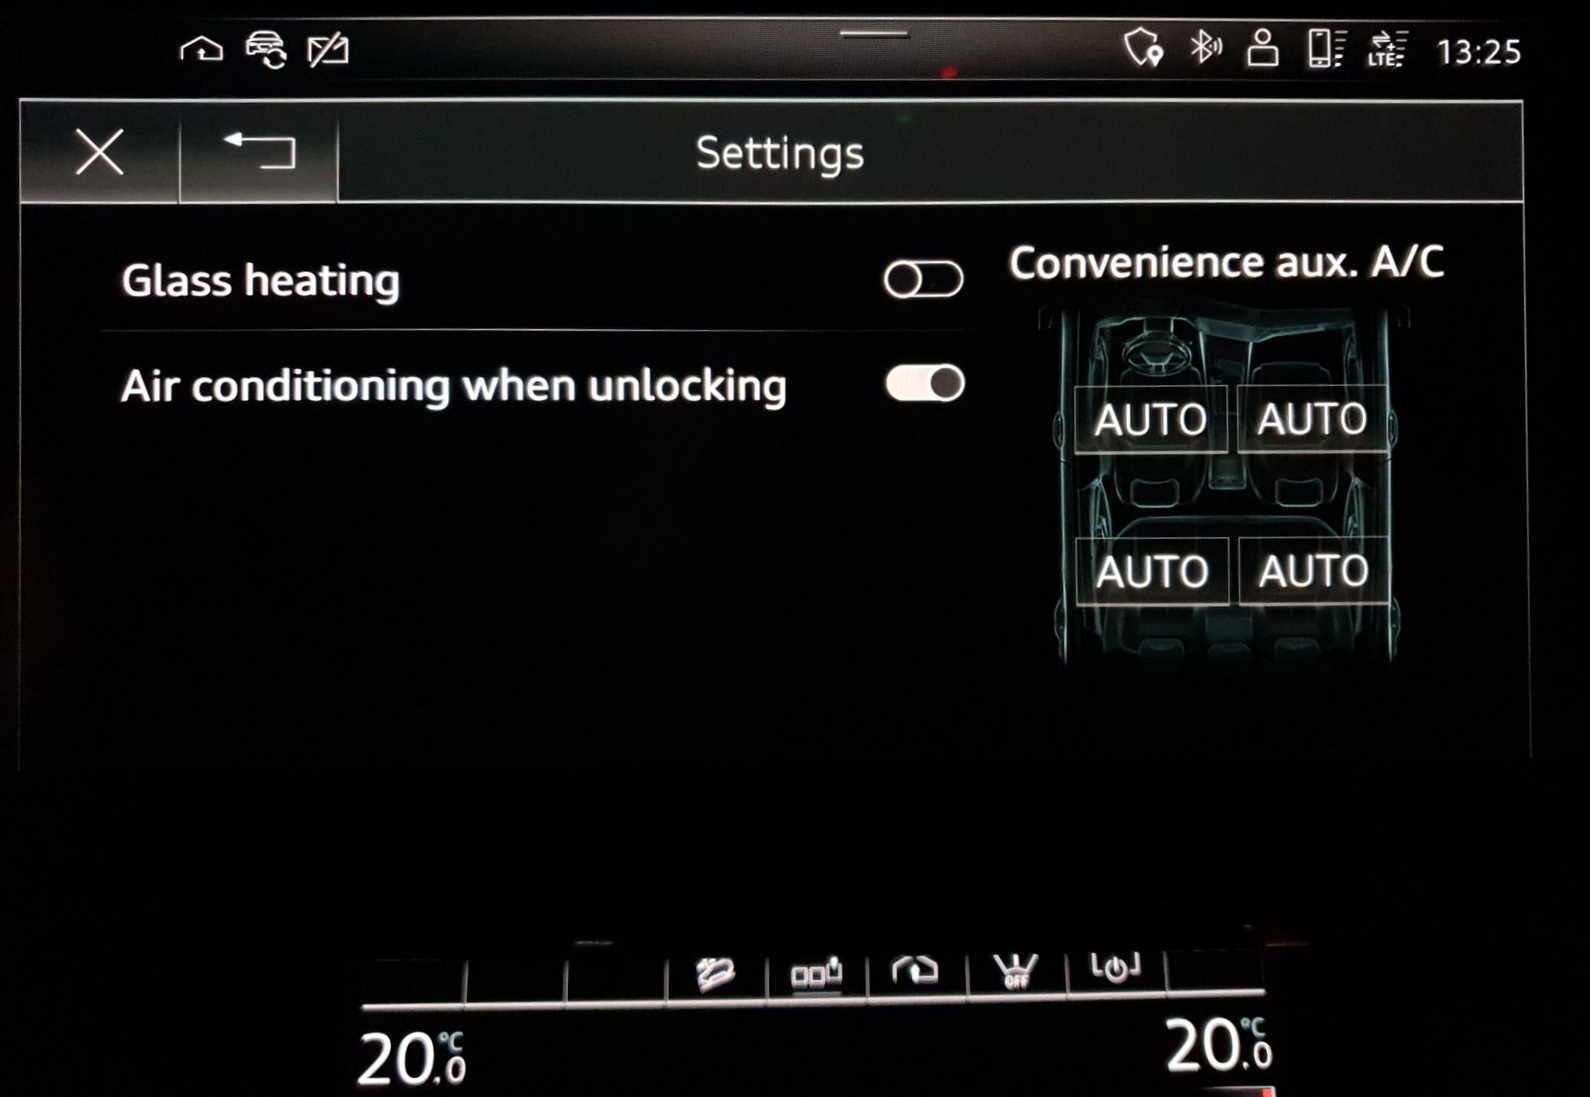 LTE 13:25
Settings
Glass heating
Convenience aux. A/C
Air conditioning when unlocking
AUTO AUTO
AUTO AUTO
OFF
20.0 °C
20.0 °C